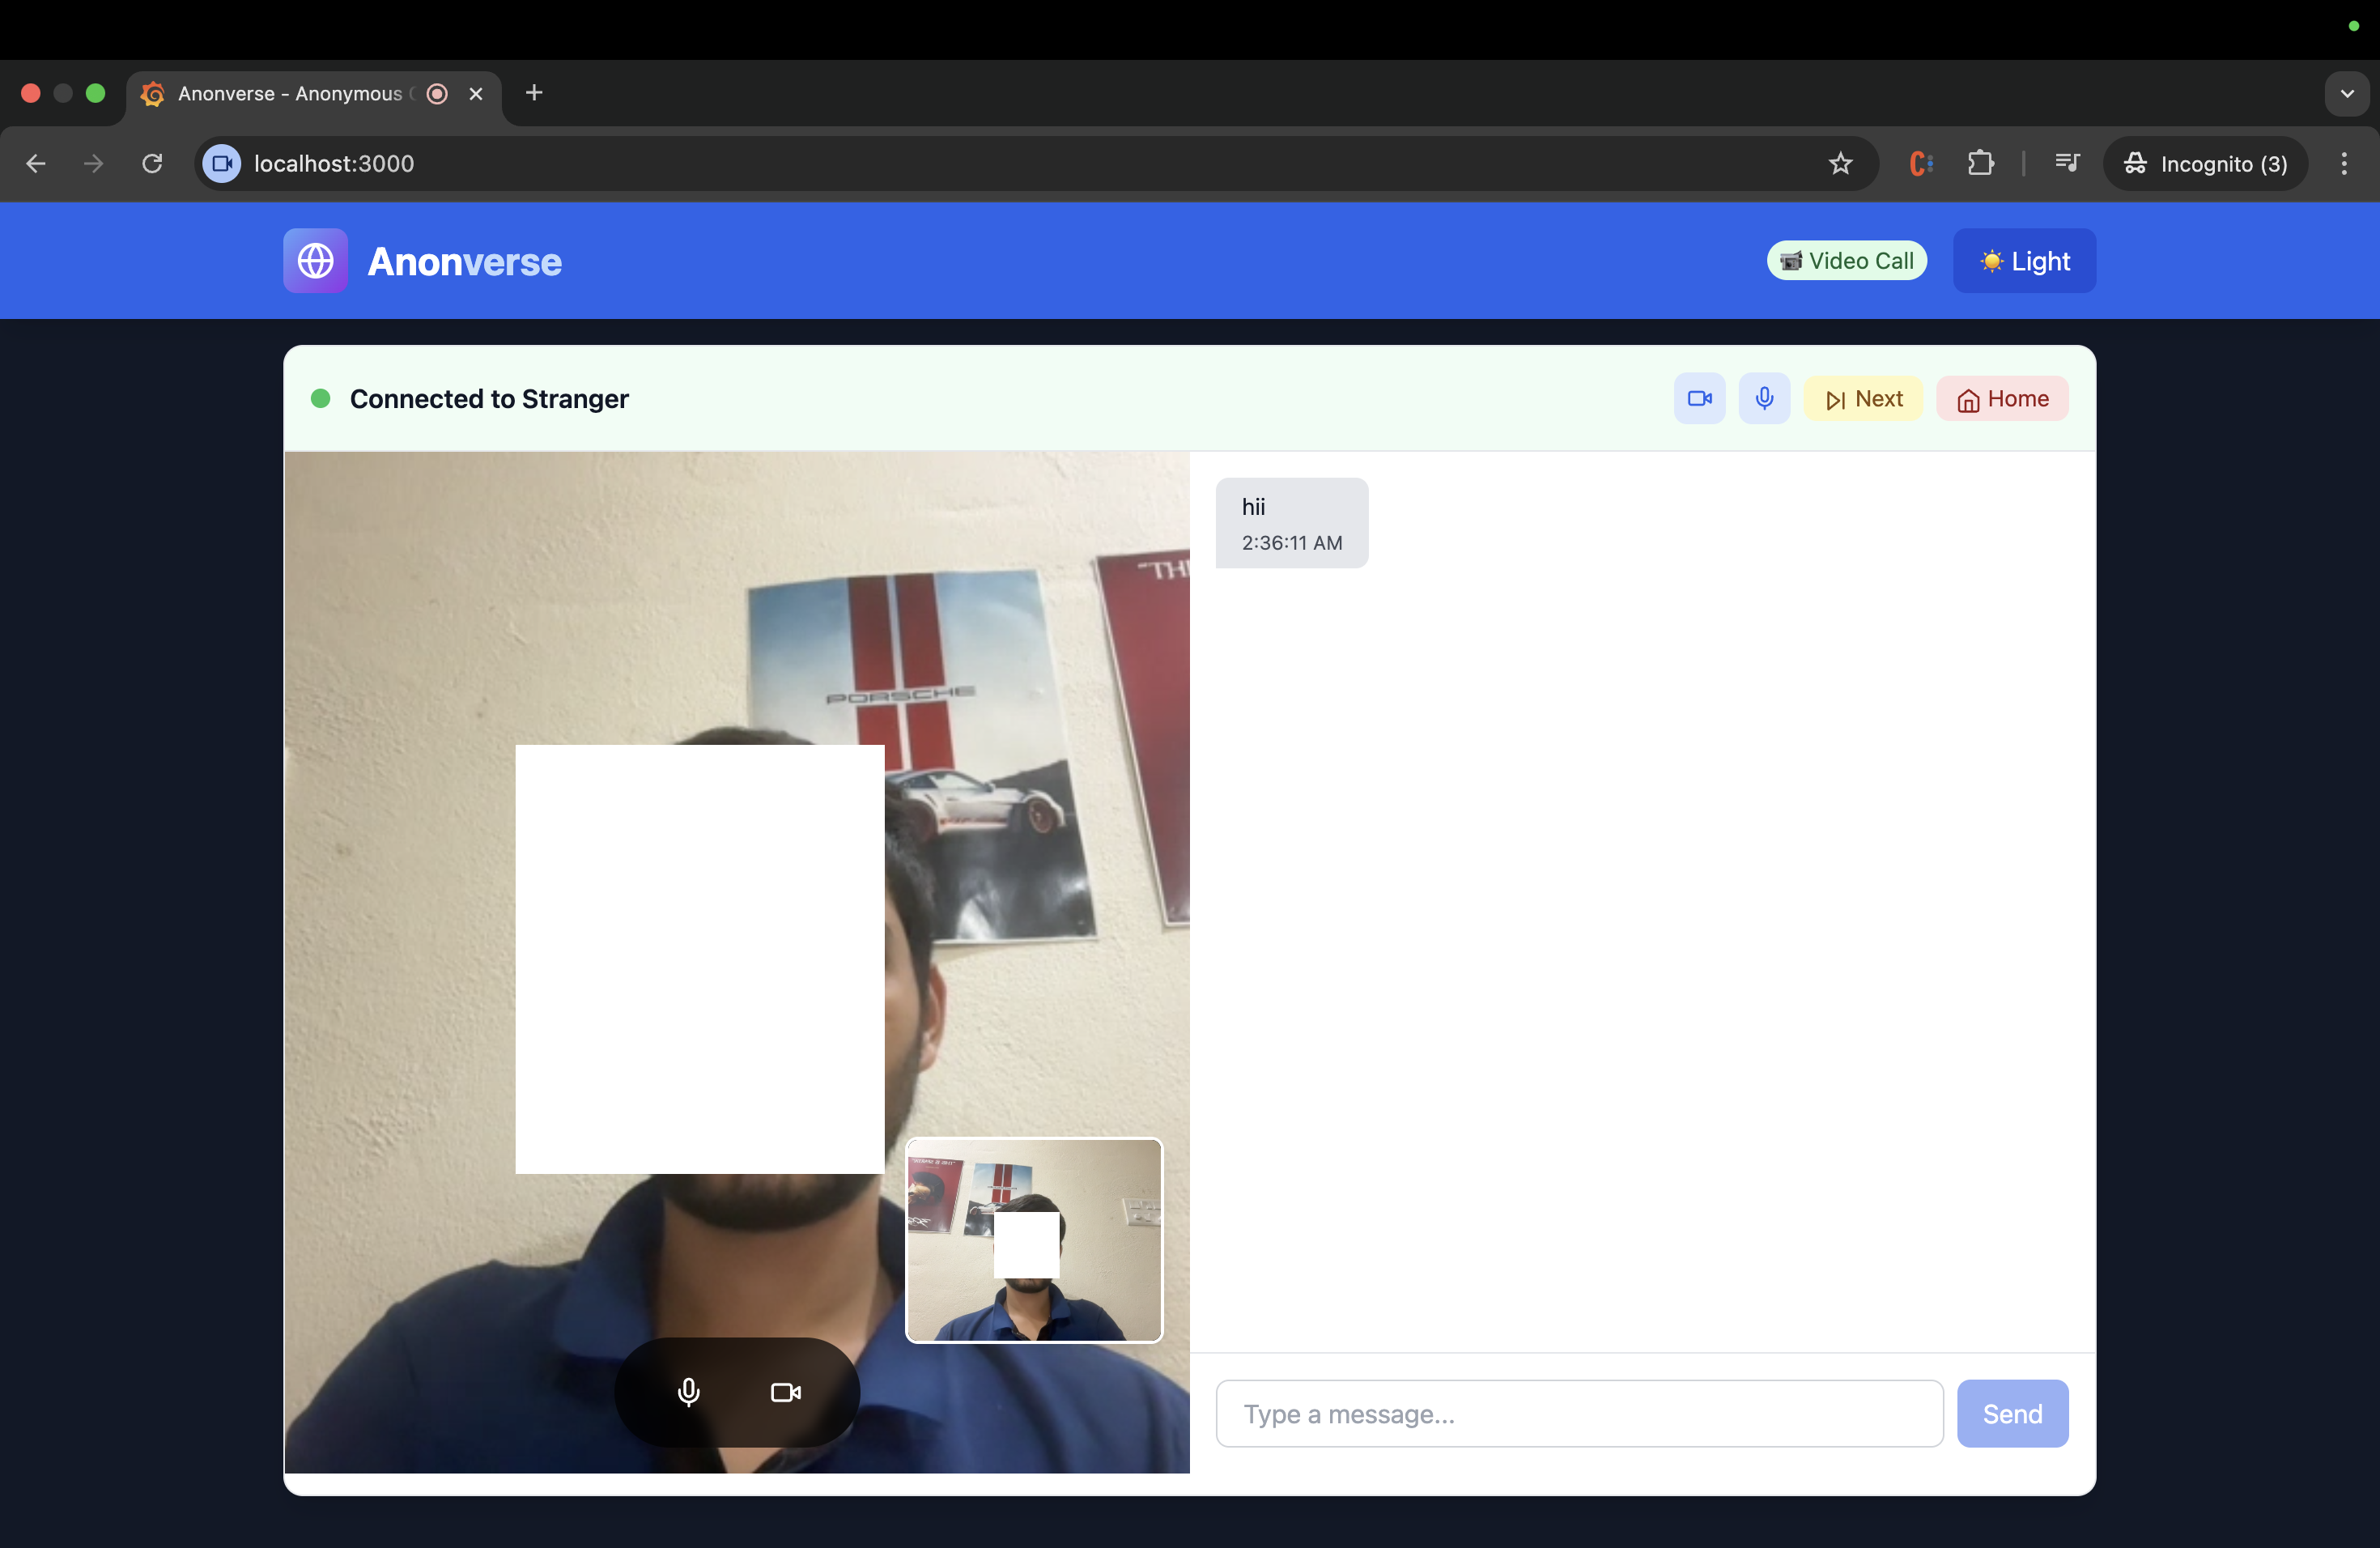 Anonverse - Anonymous
localhost:3000
Incognito (3)
Anonverse
Video Call
Light
Connected to Stranger
Next
Home
"TH
PORSCHE
hii
2:36:11 AM
Type a message...
Send